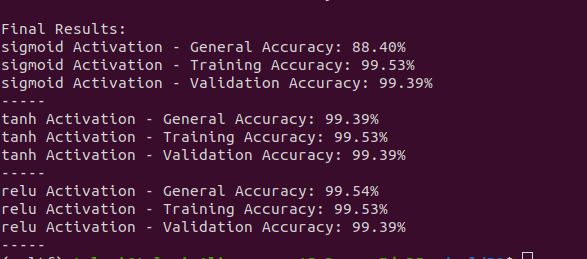 Final Results:
sigmoid Activation - General Accuracy: 88.40%
sigmoid Activation - Training Accuracy: 99.53%
sigmoid Activation - Validation Accuracy: 99.39%
-----
tanh Activation - General Accuracy: 99.39%
tanh Activation - Training Accuracy: 99.53%
tanh Activation - Validation Accuracy: 99.39%
-----
relu Activation - General Accuracy: 99.54%
relu Activation - Training Accuracy: 99.53%
relu Activation - Validation Accuracy: 99.39%
-----